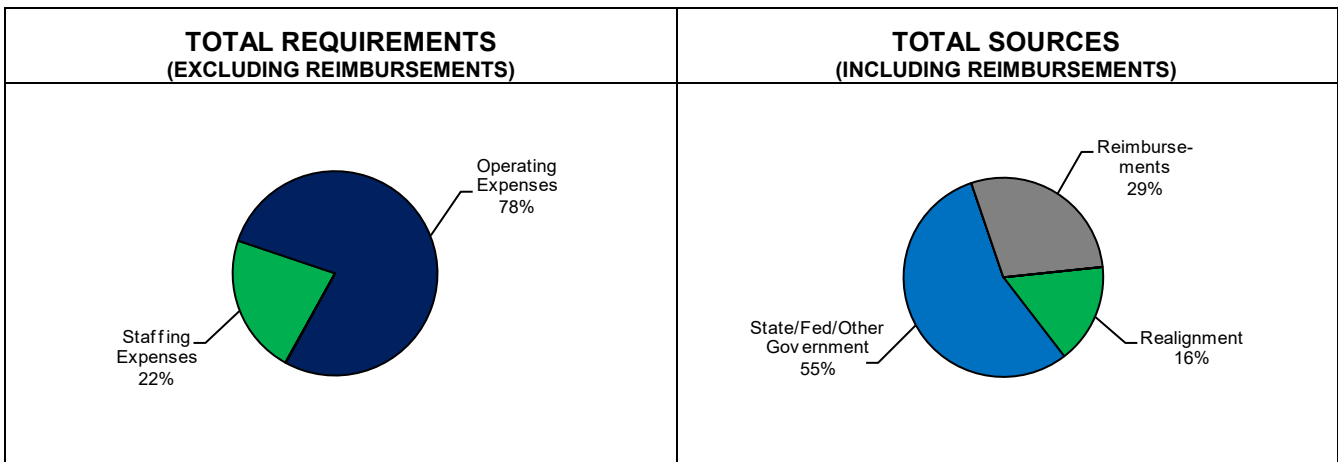 TOTAL REQUIREMENTS
(EXCLUDING REIMBURSEMENTS)
Operating
Expenses
78%
Staffing
Expenses
22%
TOTAL SOURCES
(INCLUDING REIMBURSEMENTS)
Reimburse-
ments
29%
State/Fed/Other
Government
55%
Realignment
16%